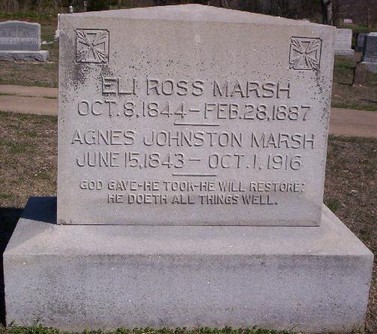 ELI ROSS MARSH
OCT. 8, 1844 – FEB. 28, 1887
AGNES JOHNSTON MARSH
JUNE 15, 1843 – OCT. 1, 1916
GOD GAVE-HE TOOK-HE WILL RESTORE:
HE DOETH ALL THINGS WELL.